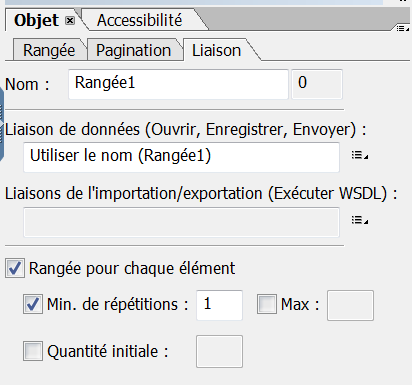 Objet Accessibilité
Rangée Pagination Liaison
Nom : Rangée1 0
Liaison de données (Ouvrir, Enregistrer, Envoyer) :
Utiliser le nom (Rangée1)
Liaisons de l'importation/exportation (Exécuter WSDL) :
Rangée pour chaque élément
Min. de répétitions : 1 Max :
Quantité initiale :